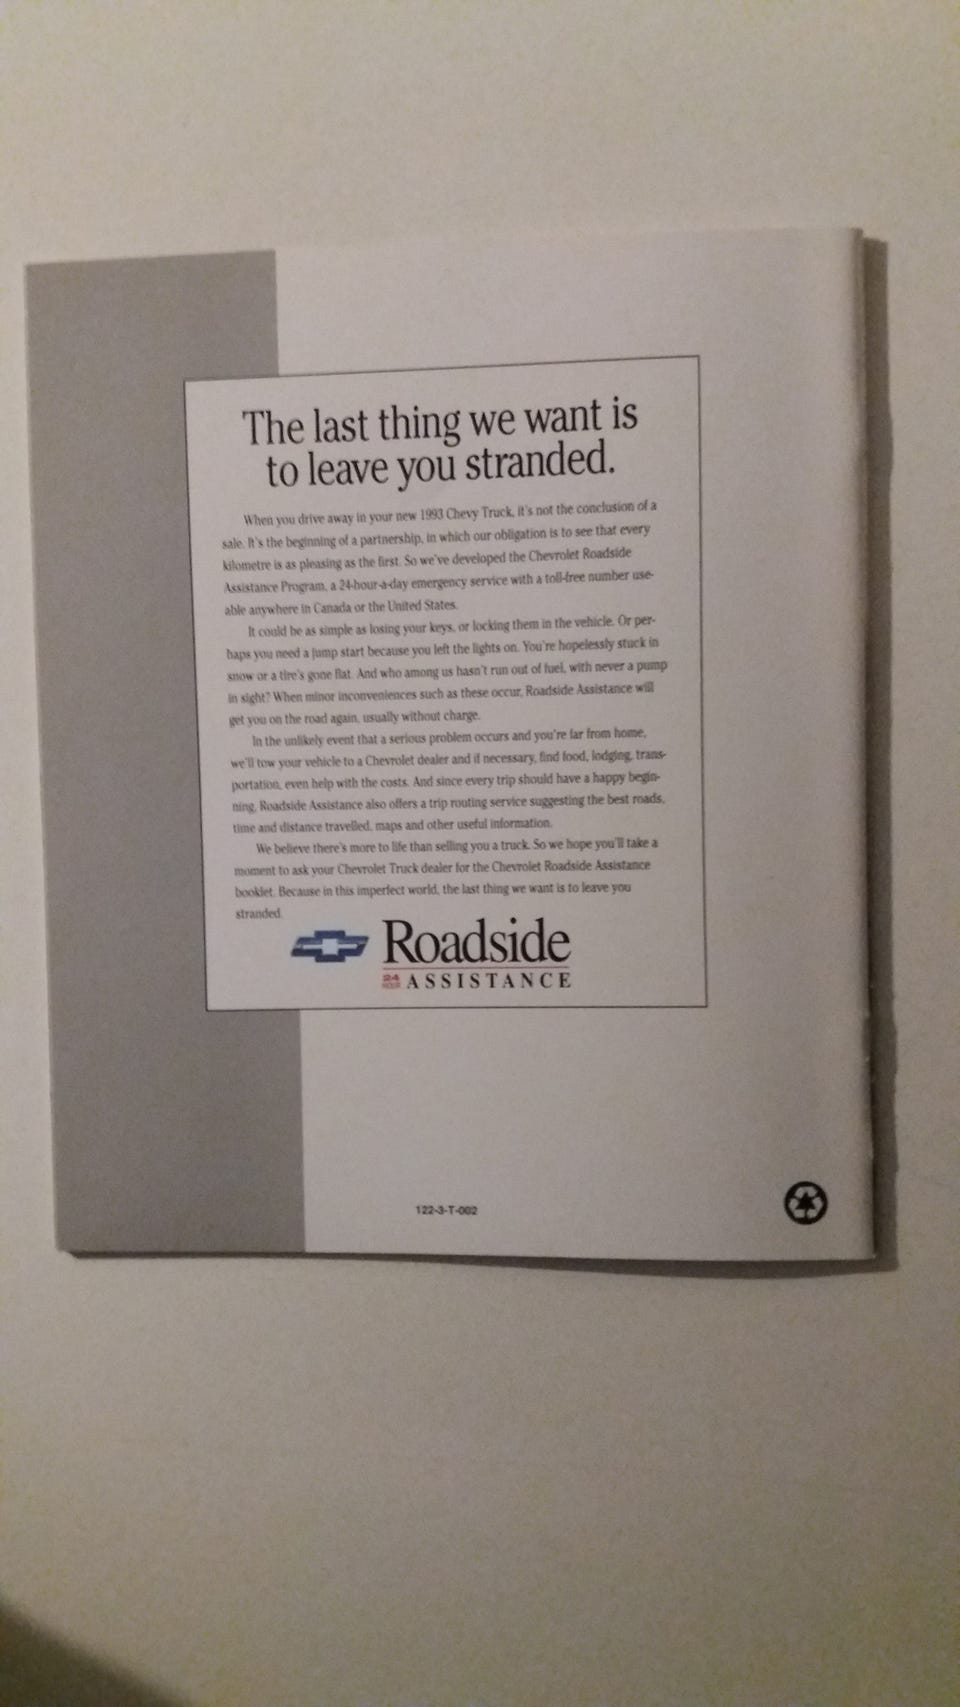 The last thing we want is
to leave you stranded.
When you drive away in your new 1993 Chevy Truck, it's not the conclusion of a
sale. It's the beginning of a partnership, in which our obligation is to see that every
kilometre is as pleasing as the first. So we've developed the Chevrolet Roadside
Assistance Program, a 24-hour-a-day emergency service with a toll-free number use-
able anywhere in Canada or the United States.
It could be as simple as losing your keys, or locking them in the vehicle. Or per-
haps you need a jump start because you left the lights on. You're hopelessly stuck in
snow or a tire's gone flat. And who among us hasn't run out of fuel, with never a pump
in sight? When minor inconveniences such as these occur, Roadside Assistance will
get you on the road again, usually without charge.
In the unlikely event that a serious problem occurs and you're far from home,
we'll tow your vehicle to a Chevrolet dealer and if necessary, find food, lodging, trans-
portation, even help with the costs. And since every trip should have a happy begin-
ning, Roadside Assistance also offers a trip routing service suggesting the best roads,
time and distance travelled, maps and other useful information.
We believe there's more to life than selling you a truck. So we hope you'll take a
moment to ask your Chevrolet Truck dealer for the Chevrolet Roadside Assistance
booklet. Because in this imperfect world, the last thing we want is to leave you
stranded.
Roadside
24 HOUR ASSISTANCE
122-3-T-002